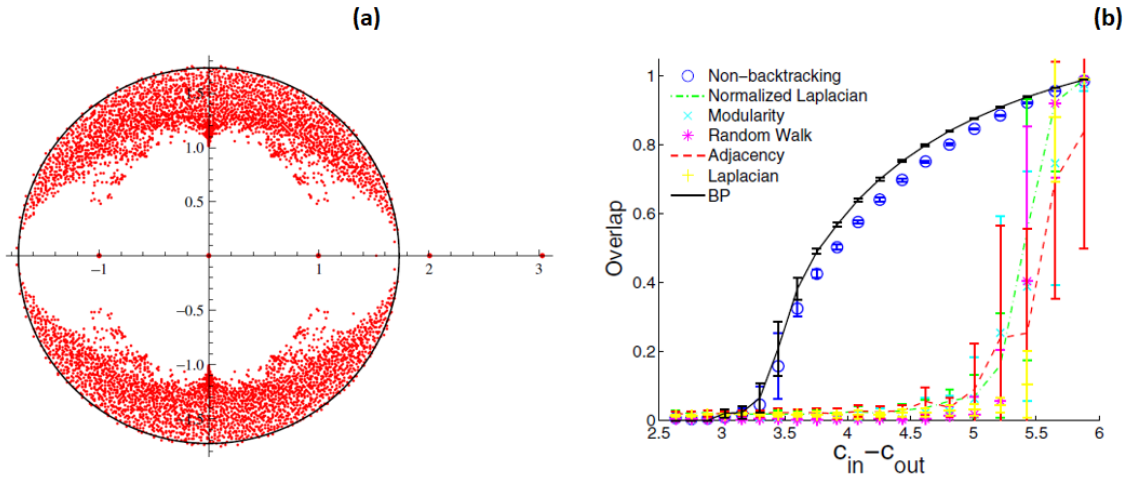 (a)
1.5
1.0
0.5
−1
1
2
3
−0.5
−1.0
−1.5
(b)
Non−backtracking
Normalized Laplacian
Modularity
Random Walk
Adjacency
Laplacian
BP
Overlap
1
0.8
0.6
0.4
0.2
0
2.5 3 3.5 4 4.5 5 5.5 6
c_in−c_out